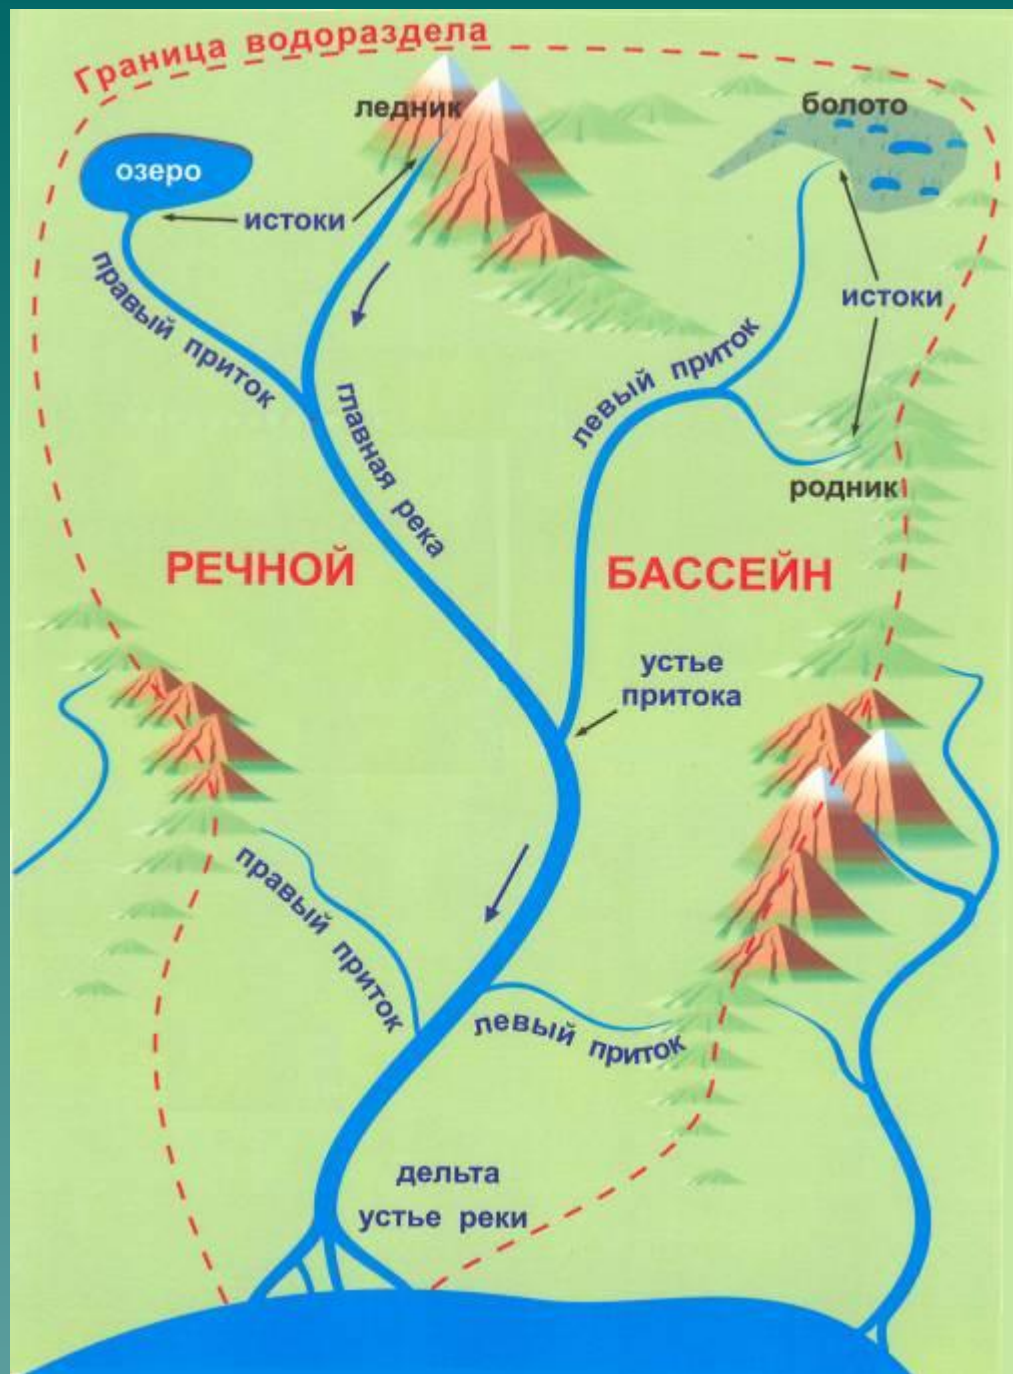 Граница водораздела
ледник
болото
озеро
истоки
правый приток
истоки
левый приток
главная река
родник
РЕЧНОЙ БАССЕЙН
устье
притока
правый приток
левый приток
дельта
устье реки